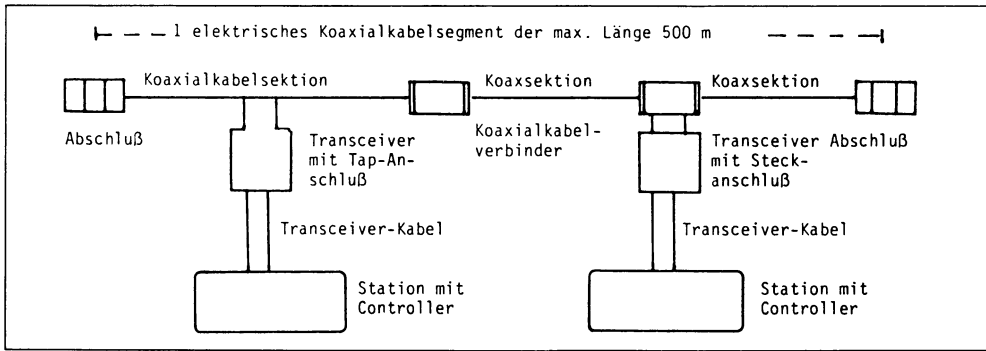 1 elektrisches Koaxialkabelsegment der max. Länge 500 m
Koaxialkabelsektion
Koaxsektion
Koaxsektion
Abschluß
Transceiver
mit Tap-An-
schluß
Koaxialkabel-
verbinder
Transceiver
mit Steck-
anschluß
Abschluß
Transceiver-Kabel
Transceiver-Kabel
Station mit
Controller
Station mit
Controller